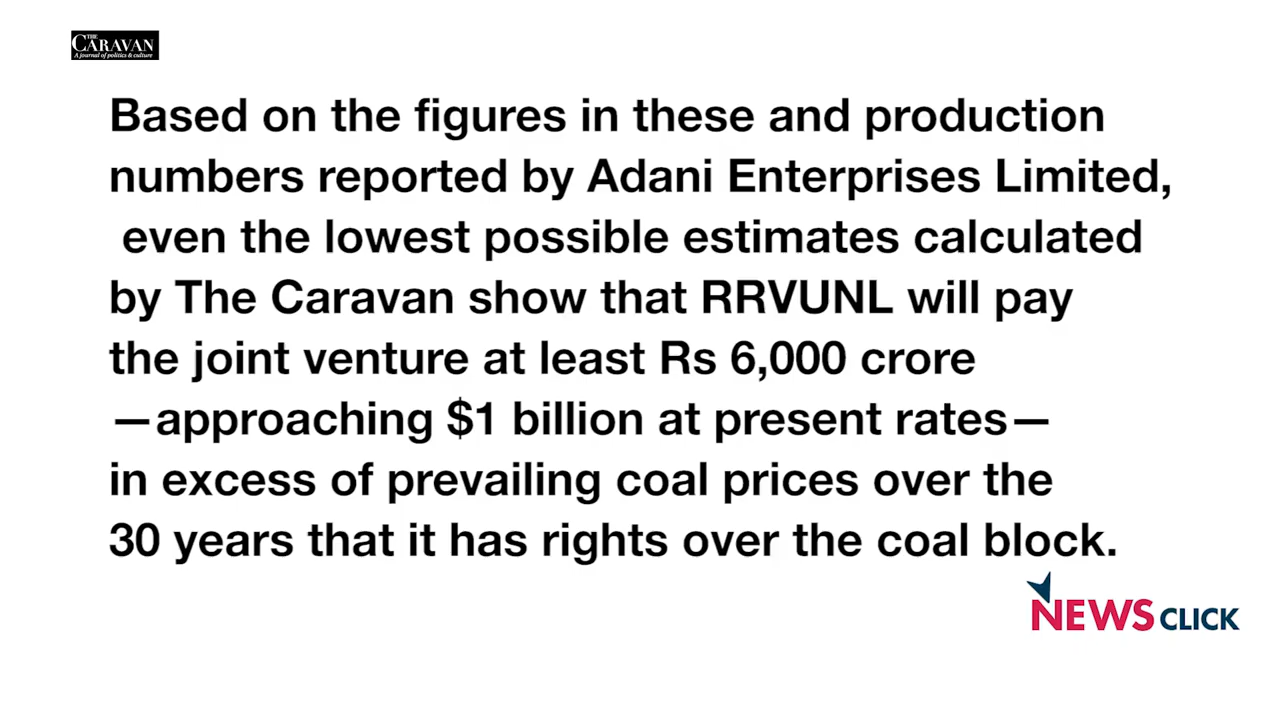 THE
CARAVAN
A journal of politics & culture
Based on the figures in these and production
numbers reported by Adani Enterprises Limited,
even the lowest possible estimates calculated
by The Caravan show that RRVUNL will pay
the joint venture at least Rs 6,000 crore
—approaching $1 billion at present rates—
in excess of prevailing coal prices over the
30 years that it has rights over the coal block.
NEWSCLICK